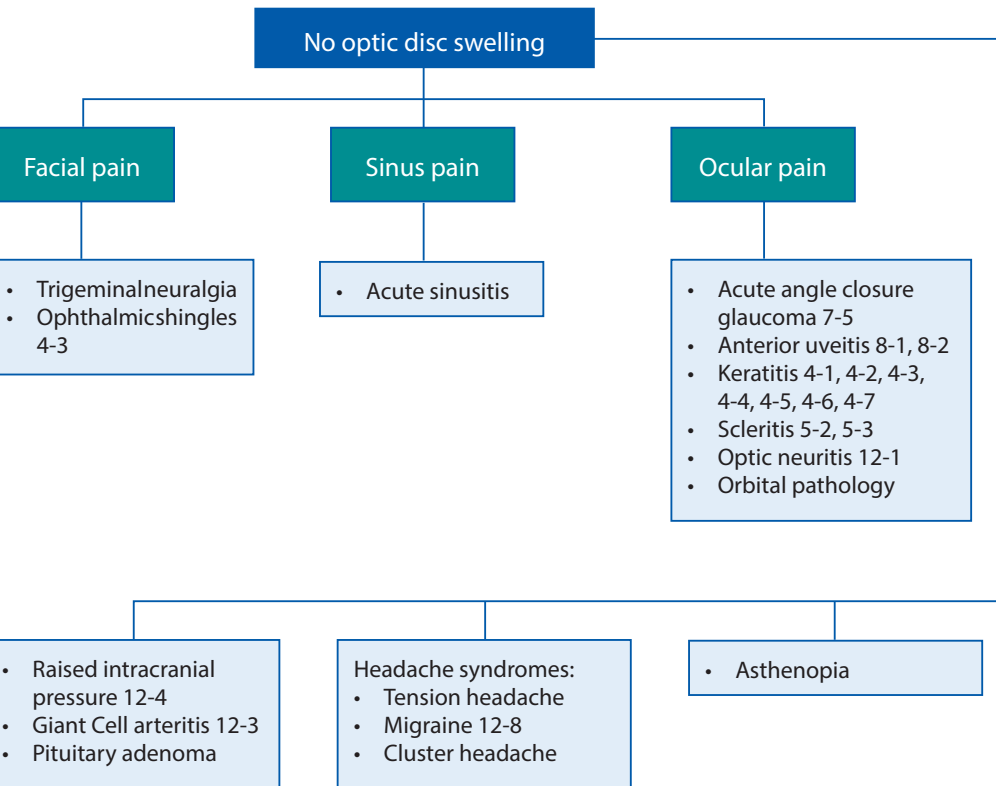 No optic disc swelling
Facial pain
Sinus pain
Ocular pain
• Trigeminalneuralgia
• Ophthalmicshingles
4-3
• Acute sinusitis
• Acute angle closure
glaucoma 7-5
• Anterior uveitis 8-1, 8-2
• Keratitis 4-1, 4-2, 4-3,
4-4, 4-5, 4-6, 4-7
• Scleritis 5-2, 5-3
• Optic neuritis 12-1
• Orbital pathology
• Raised intracranial
pressure 12-4
• Giant Cell arteritis 12-3
• Pituitary adenoma
Headache syndromes:
• Tension headache
• Migraine 12-8
• Cluster headache
• Asthenopia